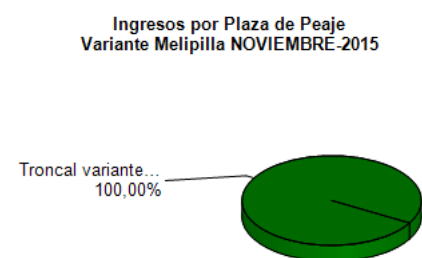 Ingresos por Plaza de Peaje
Variante Melipilla NOVIEMBRE-2015
Troncal variante...
100,00%